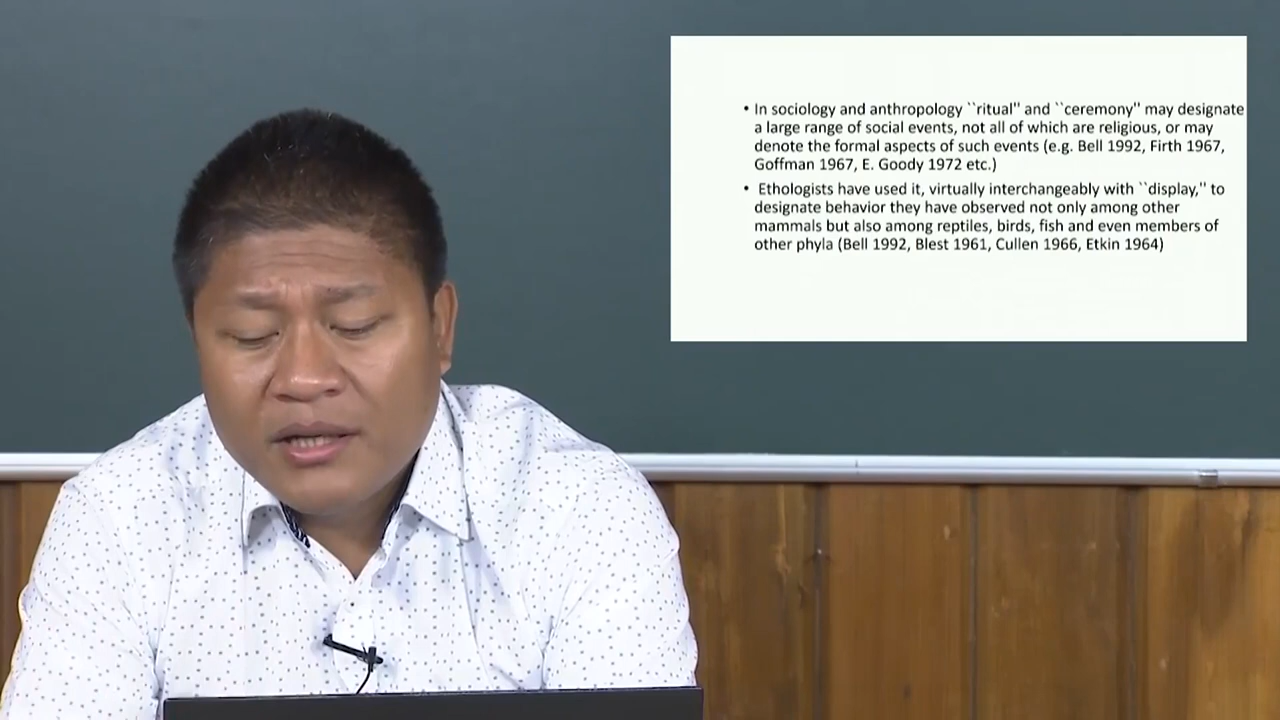 • In sociology and anthropology ``ritual'' and ``ceremony'' may designate
a large range of social events, not all of which are religious, or may
denote the formal aspects of such events (e.g. Bell 1992, Firth 1967,
Goffman 1967, E. Goody 1972 etc.)
• Ethologists have used it, virtually interchangeably with ``display,'' to
designate behavior they have observed not only among other
mammals but also among reptiles, birds, fish and even members of
other phyla (Bell 1992, Blest 1961, Cullen 1966, Etkin 1964)